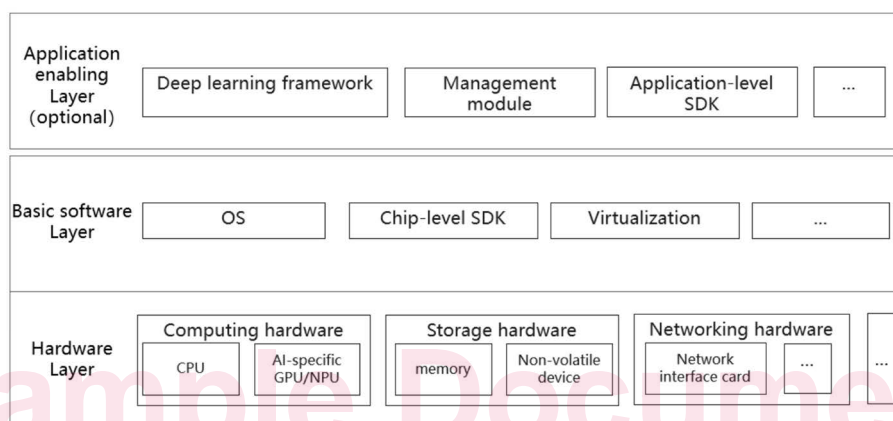 Application
enabling
Layer
(optional)
Deep learning framework
Management
module
Application-level
SDK
...
Basic software
Layer
OS
Chip-level SDK
Virtualization
...
Hardware
Layer
Computing hardware
CPU
AI-specific
GPU/NPU
Storage hardware
memory
Non-volatile
device
Networking hardware
Network
interface card
...
...
ample Docume